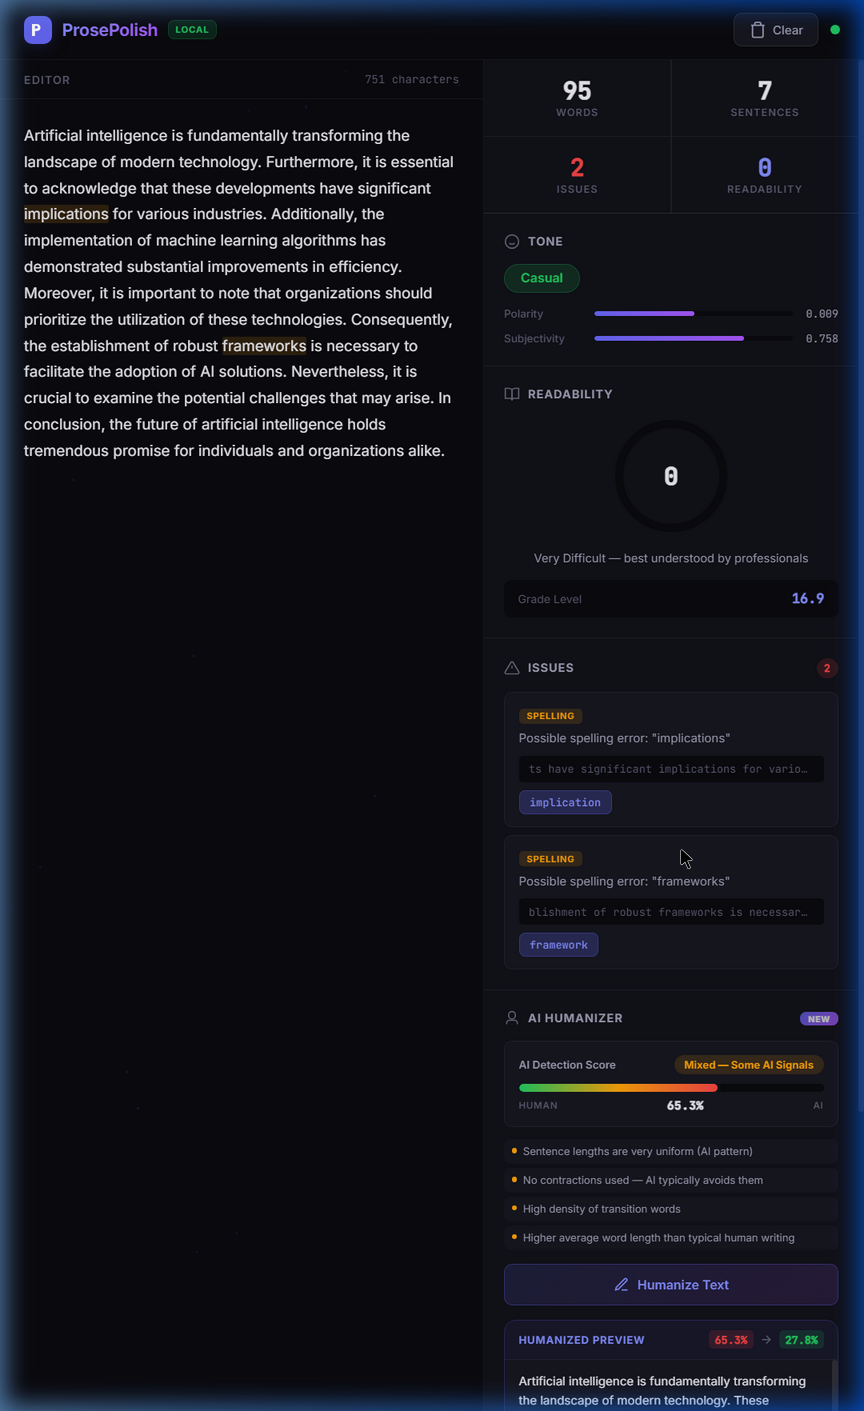 P ProsePolish LOCAL Clear
EDITOR 751 characters
Artificial intelligence is fundamentally transforming the
landscape of modern technology. Furthermore, it is essential
to acknowledge that these developments have significant
implications for various industries. Additionally, the
implementation of machine learning algorithms has
demonstrated substantial improvements in efficiency.
Moreover, it is important to note that organizations should
prioritize the utilization of these technologies. Consequently,
the establishment of robust frameworks is necessary to
facilitate the adoption of AI solutions. Nevertheless, it is
crucial to examine the potential challenges that may arise. In
conclusion, the future of artificial intelligence holds
tremendous promise for individuals and organizations alike.
95 7
WORDS SENTENCES
2 0
ISSUES READABILITY
TONE
Casual
Polarity 0.009
Subjectivity 0.758
READABILITY
0
Very Difficult — best understood by professionals
Grade Level 16.9
ISSUES 2
SPELLING
Possible spelling error: "implications"
ts have significant implications for vario…
implication
SPELLING
Possible spelling error: "frameworks"
blishment of robust frameworks is necessar…
framework
AI HUMANIZER NEW
AI Detection Score Mixed — Some AI Signals
HUMAN 65.3% AI
Sentence lengths are very uniform (AI pattern)
No contractions used — AI typically avoids them
High density of transition words
Higher average word length than typical human writing
Humanize Text
HUMANIZED PREVIEW 65.3% → 27.8%
Artificial intelligence is fundamentally transforming
the landscape of modern technology. These